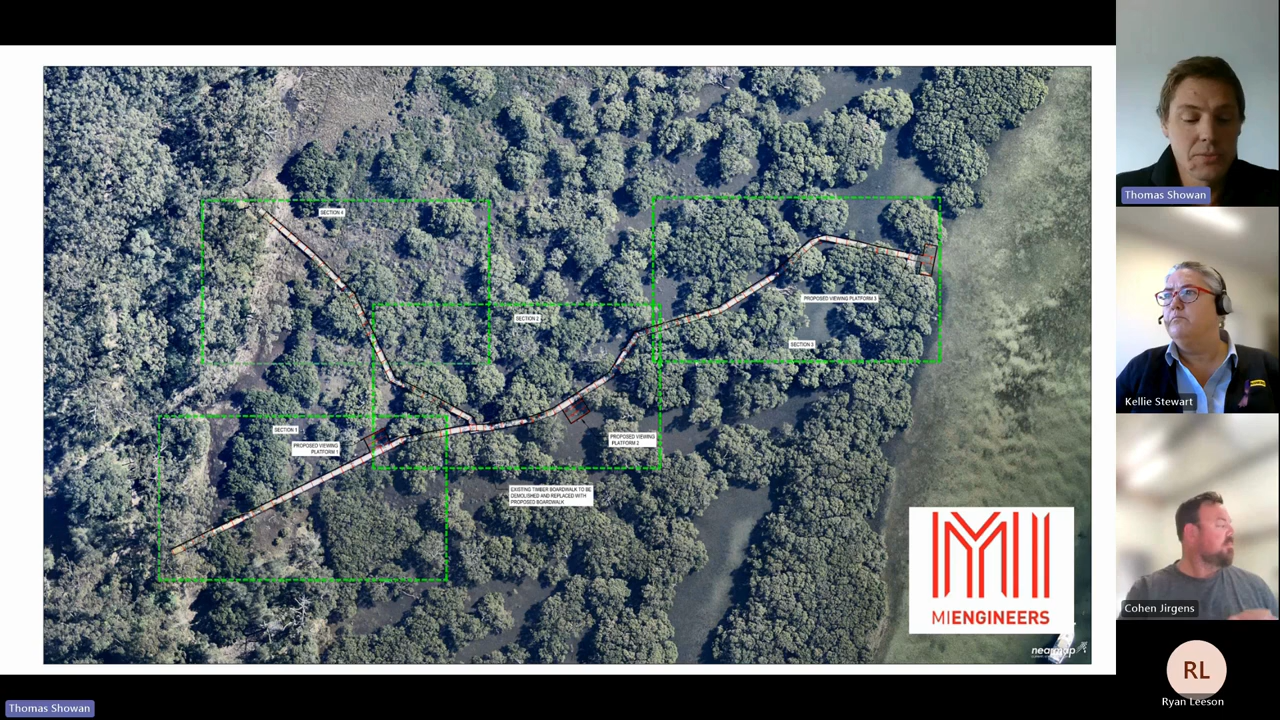 SECTION 4
SECTION 2
PROPOSED VIEWING PLATFORM 3
SECTION 3
SECTION 1
PROPOSED VIEWING
PLATFORM 1
PROPOSED VIEWING
PLATFORM 2
EXISTING TIMBER BOARDWALK TO BE
DEMOLISHED AND REPLACED WITH
PROPOSED BOARDWALK
MIENGINEERS
nearmap
Thomas Showan
Kellie Stewart
Cohen Jirgens
RL
Ryan Leeson
Thomas Showan